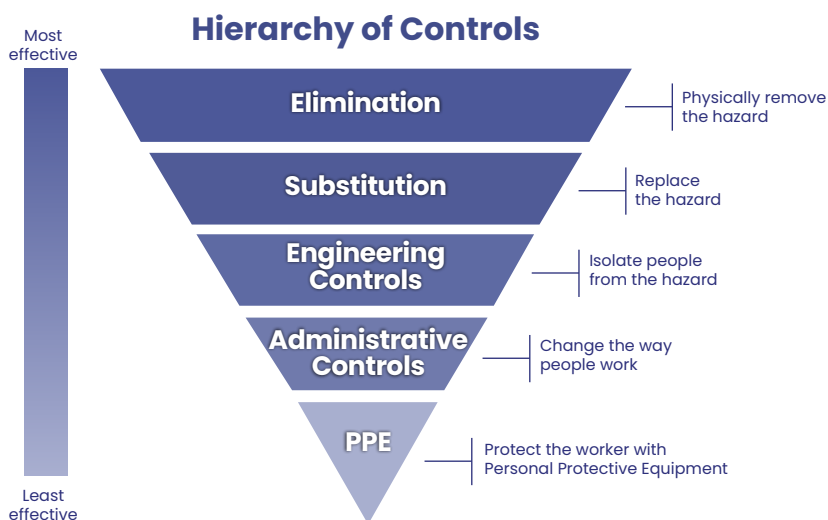 Hierarchy of Controls
Most
effective
Elimination
Physically remove
the hazard
Substitution
Replace
the hazard
Engineering
Controls
Isolate people
from the hazard
Administrative
Controls
Change the way
people work
PPE
Protect the worker with
Personal Protective Equipment
Least
effective